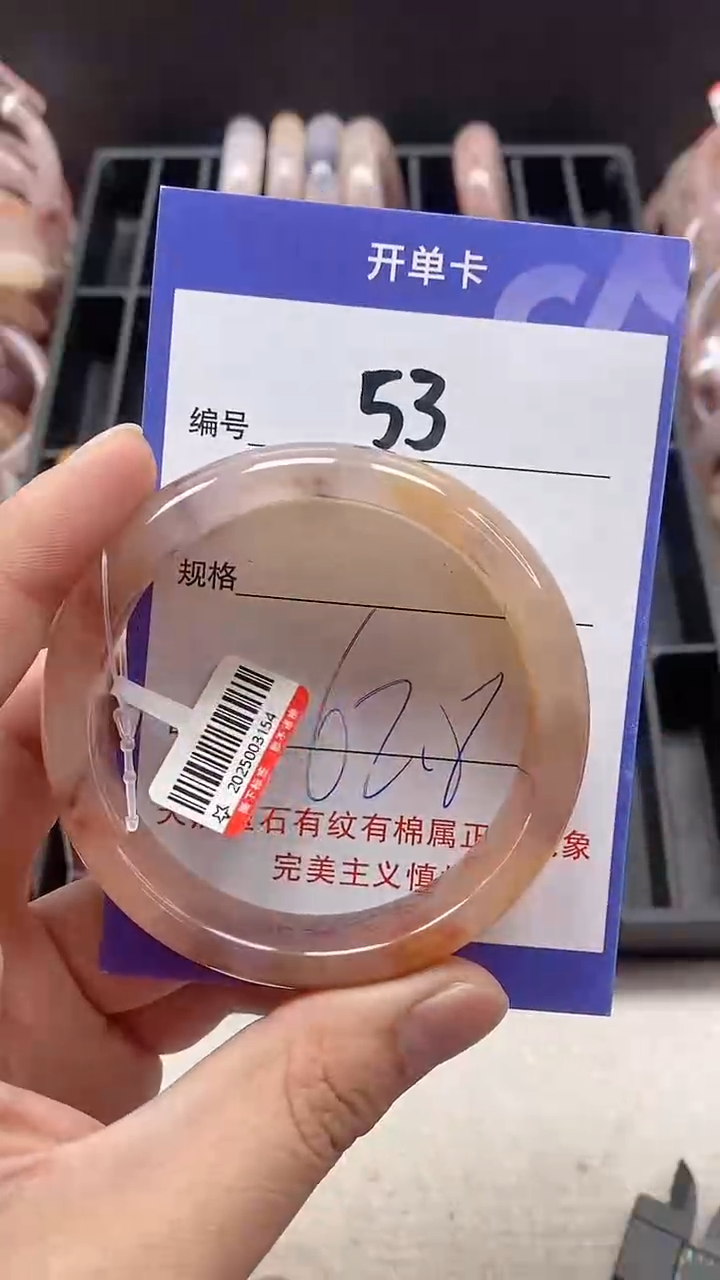 开单卡
编号 53
规格
62.8
2025003154
石有纹有棉属正
象
完美主义慎